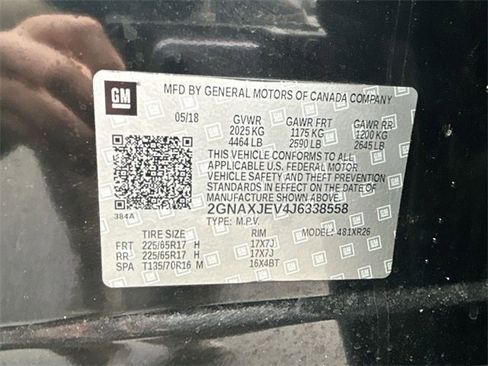 GM
MFD BY GENERAL MOTORS OF CANADA COMPANY
05/18 GVWR GAWR FRT GAWR RR
2025 KG 1175 KG 1200 KG
4464 LB 2590 LB 2645 LB
THIS VEHICLE CONFORMS TO ALL
APPLICABLE U.S. FEDERAL MOTOR
VEHICLE SAFETY AND THEFT PREVENTION
STANDARDS IN EFFECT ON THE DATE OF
MANUFACTURE SHOWN ABOVE.
384A 2GNAXJEV4J6338558
TYPE: M.P.V. MODEL: 481XR26
TIRE SIZE RIM
FRT 225/65R17 H 17X7J
RR 225/65R17 H 17X7J
SPA T135/70R16 M 16X4BT